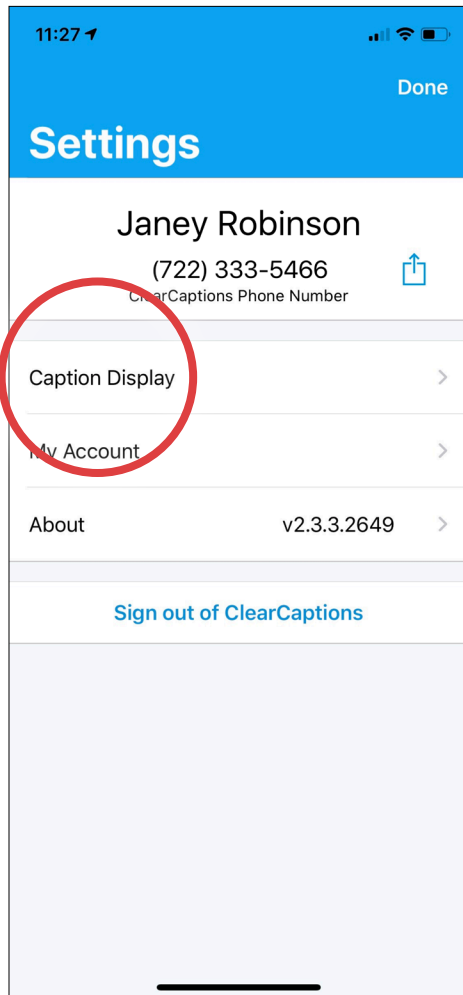 11:27
Done
Settings
Janey Robinson
(722) 333-5466
ClearCaptions Phone Number
Caption Display
My Account
About v2.3.3.2649
Sign out of ClearCaptions